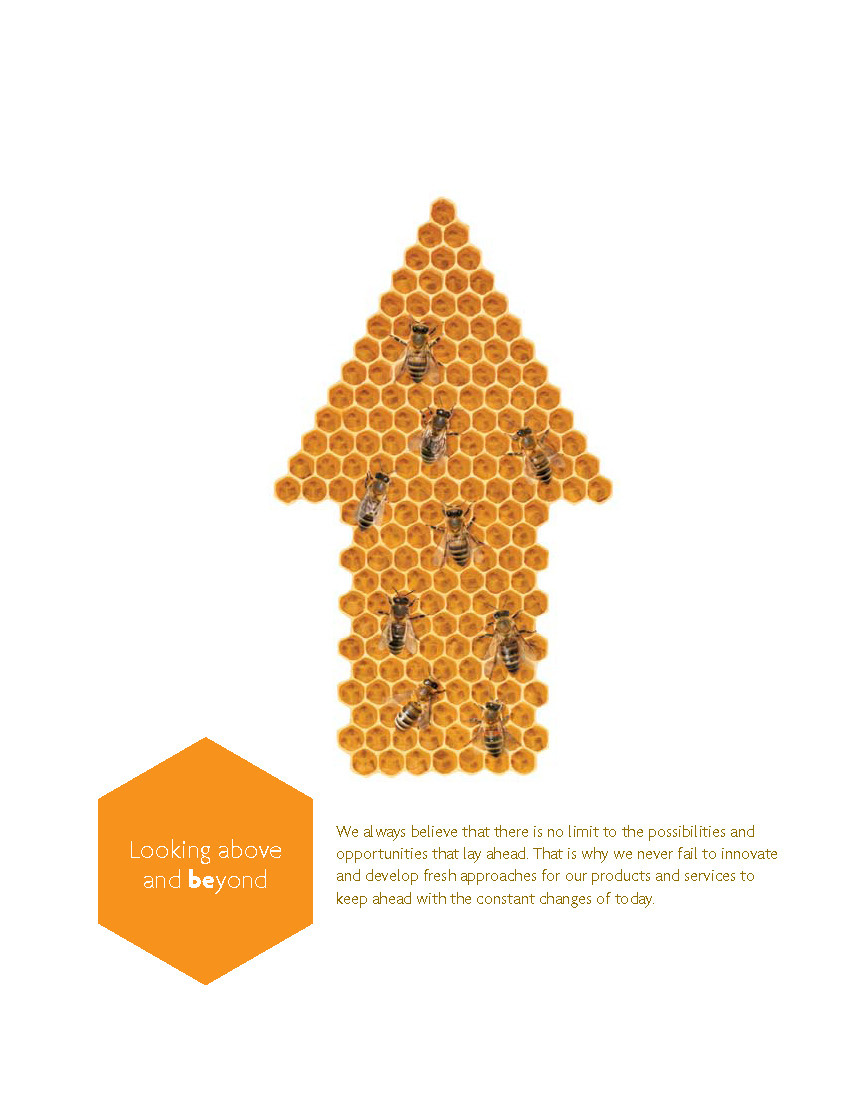 Looking above
and beyond
We always believe that there is no limit to the possibilities and
opportunities that lay ahead. That is why we never fail to innovate
and develop fresh approaches for our products and services to
keep ahead with the constant changes of today.